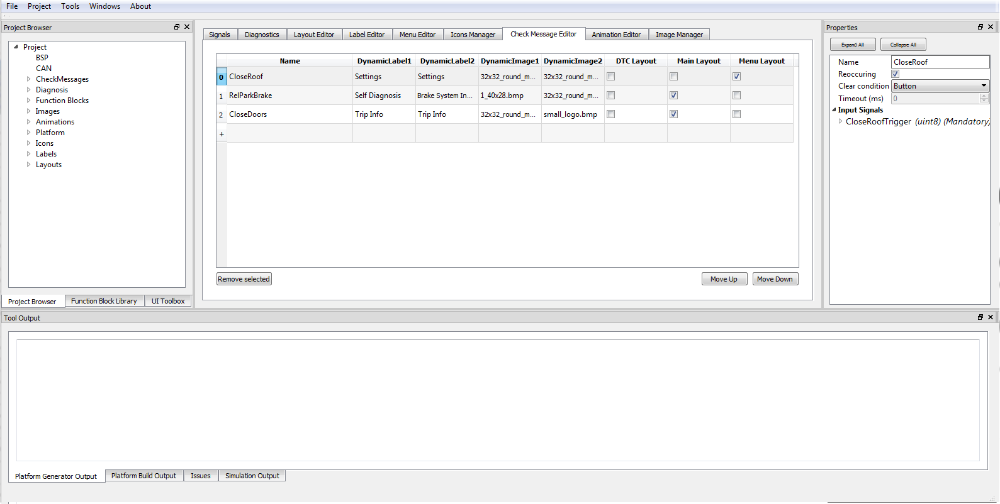 File Project Tools Windows About
Project Browser
Project
BSP
CAN
CheckMessages
Diagnosis
Function Blocks
Images
Animations
Platform
Icons
Labels
Layouts
Project Browser Function Block Library UI Toolbox
Signals Diagnostics Layout Editor Label Editor Menu Editor Icons Manager Check Message Editor Animation Editor Image Manager
Name DynamicLabel1 DynamicLabel2 DynamicImage1 DynamicImage2 DTC Layout Main Layout Menu Layout
0 CloseRoof Settings Settings 32x32_round_m... 32x32_round_m...
1 RelParkBrake Self Diagnosis Brake System In... 1_40x28.bmp 32x32_round_m...
2 CloseDoors Trip Info Trip Info 32x32_round_m... small_logo.bmp
+
Remove selected Move Up Move Down
Properties
Expand All Collapse All
Name CloseRoof
Reoccuring
Clear condition Button
Timeout (ms) 0
Input Signals
CloseRoofTrigger (uint8) (Mandatory)
Tool Output
Platform Generator Output Platform Build Output Issues Simulation Output